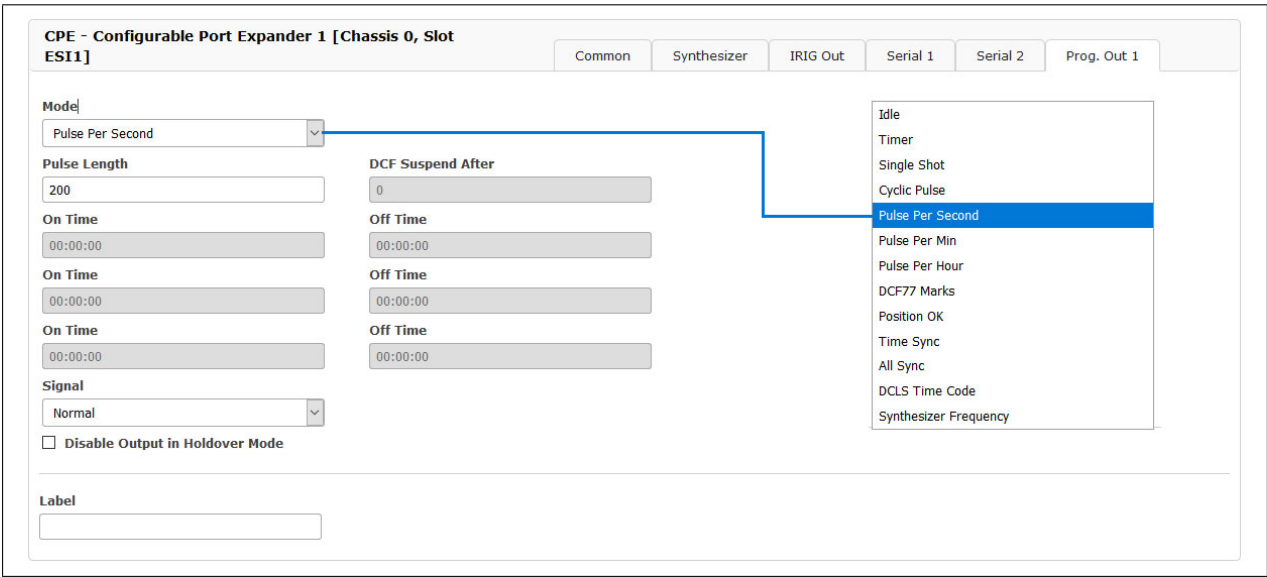 CPE - Configurable Port Expander 1 [Chassis 0, Slot
ESI1]
Common
Synthesizer
IRIG Out
Serial 1
Serial 2
Prog. Out 1
Mode
Pulse Per Second
Pulse Length
DCF Suspend After
200
0
On Time
Off Time
00:00:00
00:00:00
On Time
Off Time
00:00:00
00:00:00
On Time
Off Time
00:00:00
00:00:00
Signal
Normal
Disable Output in Holdover Mode
Label
Idle
Timer
Single Shot
Cyclic Pulse
Pulse Per Second
Pulse Per Min
Pulse Per Hour
DCF77 Marks
Position OK
Time Sync
All Sync
DCLS Time Code
Synthesizer Frequency